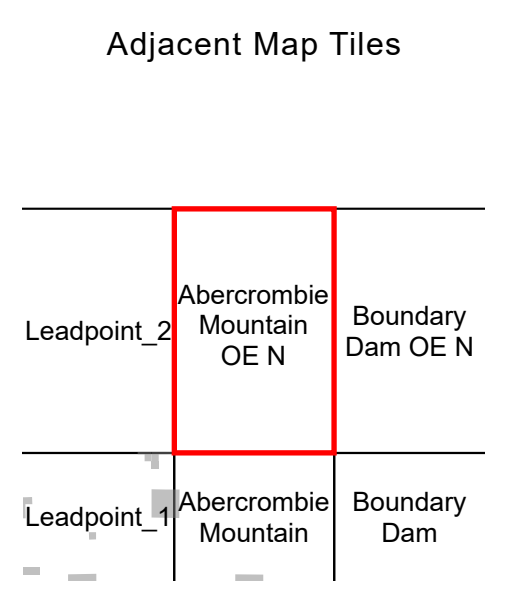 Adjacent Map Tiles
Leadpoint_2
Abercrombie
Mountain
OE N
Boundary
Dam OE N
Leadpoint_1
Abercrombie
Mountain
Boundary
Dam